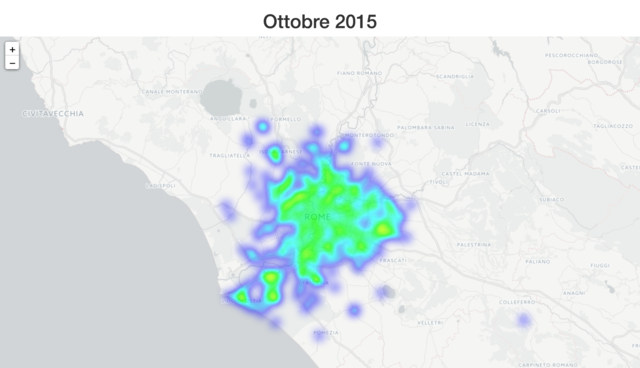 Ottobre 2015
+
−
PESCOROCCHIANO
BORGOROSE
FIANO ROMANO
SCANDRIGLIA
CANALE MONTERANO
CARSOLI
CIVITAVECCHIA
ANGUILLARA
FORMELLO
TAGLIACOZZO
LICENZA
PALOMBARA SABINA
MONTEROTONDO
TRAGLIATELLA
FONTE NUOVA
CASTEL MADAMA
TIVOLI
LADISPOLI
SUBIACO
ROME
PALESTRINA
FRASCATI
PALIANO
FIUGGI
ANAGNI
COLLEFERRO
VELLETRI
POMEZIA
CARPINETO ROMANO